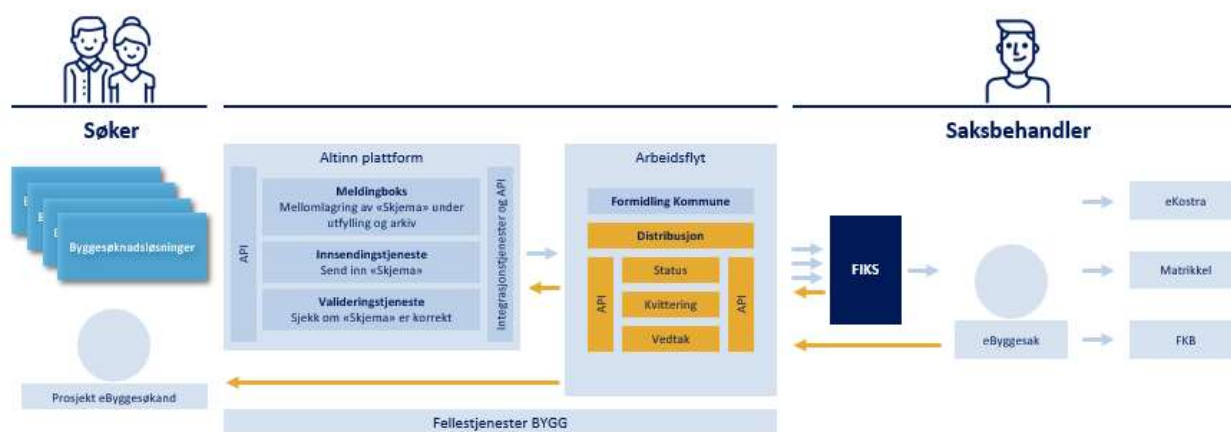 Søker
Saksbehandler
Byggesøknadsløsninger
Prosjekt eByggesøkand
Altinn plattform
API
Meldingboks
Mellomlagring av «Skjema» under
utfylling og arkiv
Innsendingstjeneste
Send inn «Skjema»
Valideringstjeneste
Sjekk om «Skjema» er korrekt
Integrasjonstjenester og API
Arbeidsflyt
Formidling Kommune
Distribusjon
API
Status
Kvittering
Vedtak
API
Fellestjenester BYGG
FIKS
eByggesak
eKostra
Matrikkel
FKB